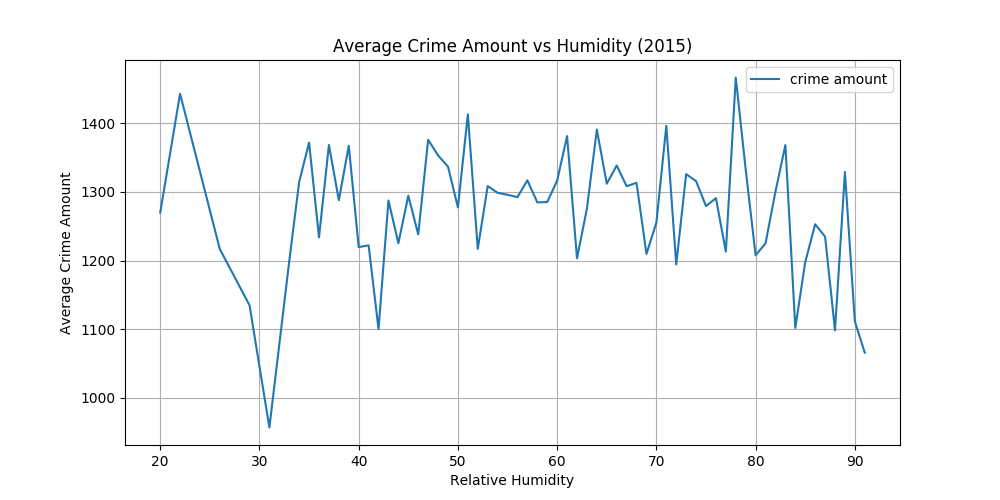 Average Crime Amount vs Humidity (2015)
crime amount
Average Crime Amount
1400
1300
1200
1100
1000
20 30 40 50 60 70 80 90
Relative Humidity